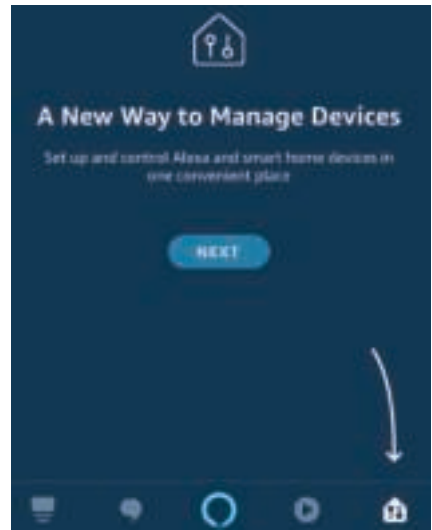 A New Way to Manage Devices
Set up and control Alexa and smart home devices in
one convenient place
NEXT